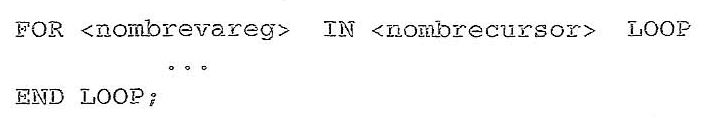 FOR <nombrevareg> IN <nombrecursor> LOOP
...
END LOOP;